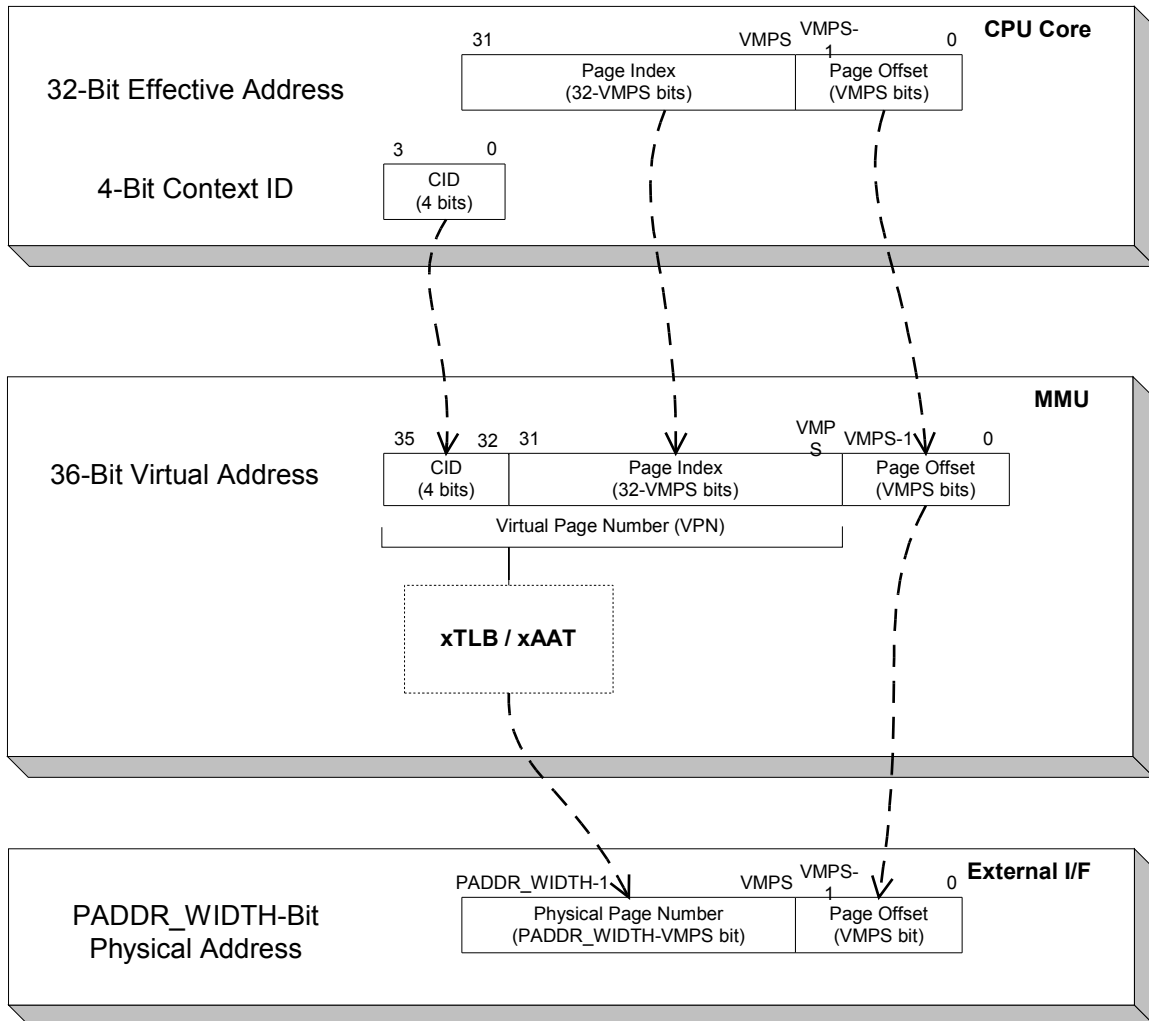 CPU Core
31 VMPS VMPS-
1 0
32-Bit Effective Address
Page Index
(32-VMPS bits)
Page Offset
(VMPS bits)
3 0
4-Bit Context ID
CID
(4 bits)
MMU
35 32 31 VMP
S VMPS-1 0
36-Bit Virtual Address
CID
(4 bits)
Page Index
(32-VMPS bits)
Page Offset
(VMPS bits)
Virtual Page Number (VPN)
xTLB / xAAT
External I/F
PADDR_WIDTH-1 VMPS VMPS-
1 0
PADDR_WIDTH-Bit
Physical Address
Physical Page Number
(PADDR_WIDTH-VMPS bit)
Page Offset
(VMPS bit)